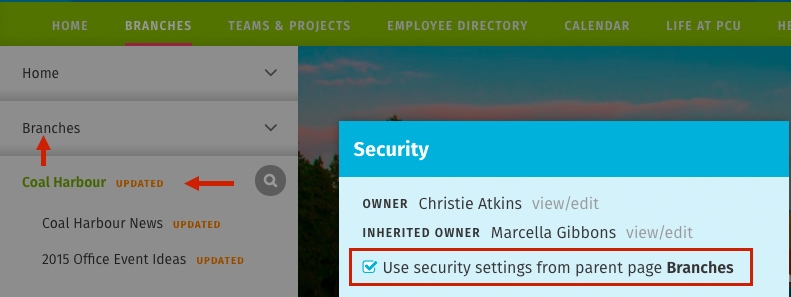 HOME BRANCHES TEAMS & PROJECTS EMPLOYEE DIRECTORY CALENDAR LIFE AT PCU HE
Home
Branches
Coal Harbour UPDATED
Coal Harbour News UPDATED
2015 Office Event Ideas UPDATED
Security
OWNER Christie Atkins view/edit
INHERITED OWNER Marcella Gibbons view/edit
Use security settings from parent page Branches